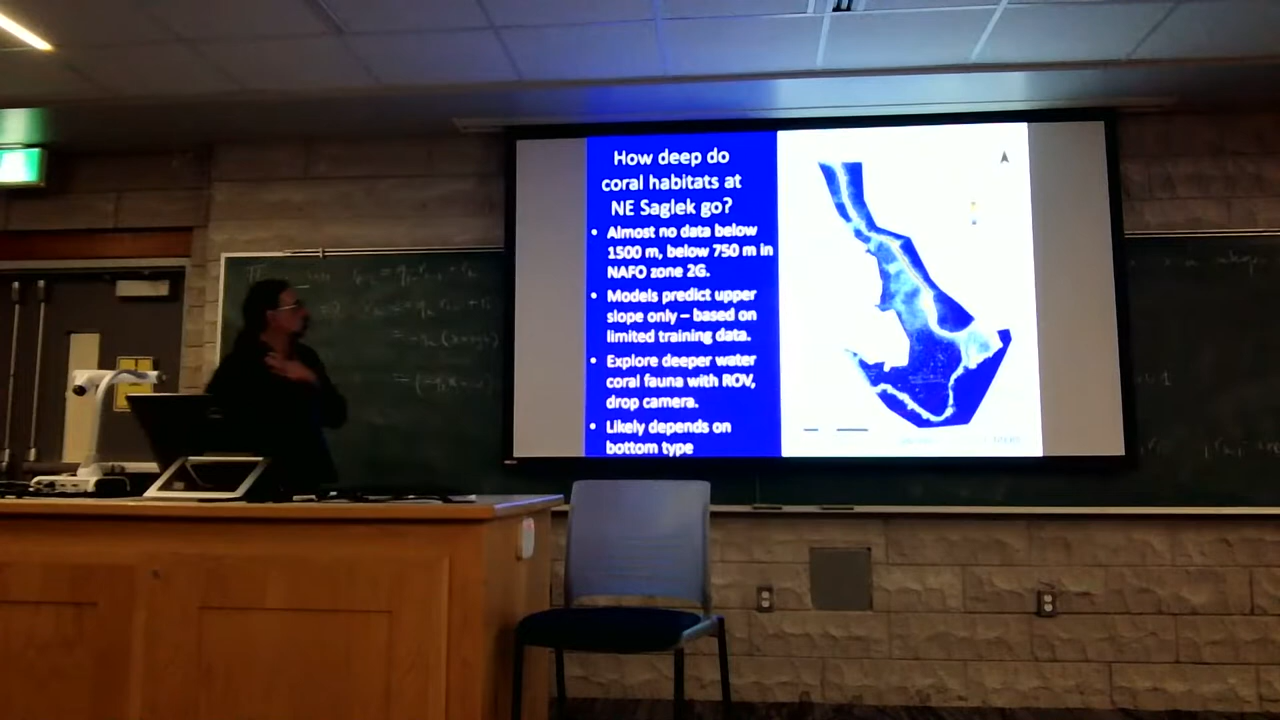 How deep do
coral habitats at
NE Saglek go?
• Almost no data below
1500 m, below 750 m in
NAFO zone 2G.
• Models predict upper
slope only – based on
limited training data.
• Explore deeper water
coral fauna with ROV,
drop camera.
• Likely depends on
bottom type